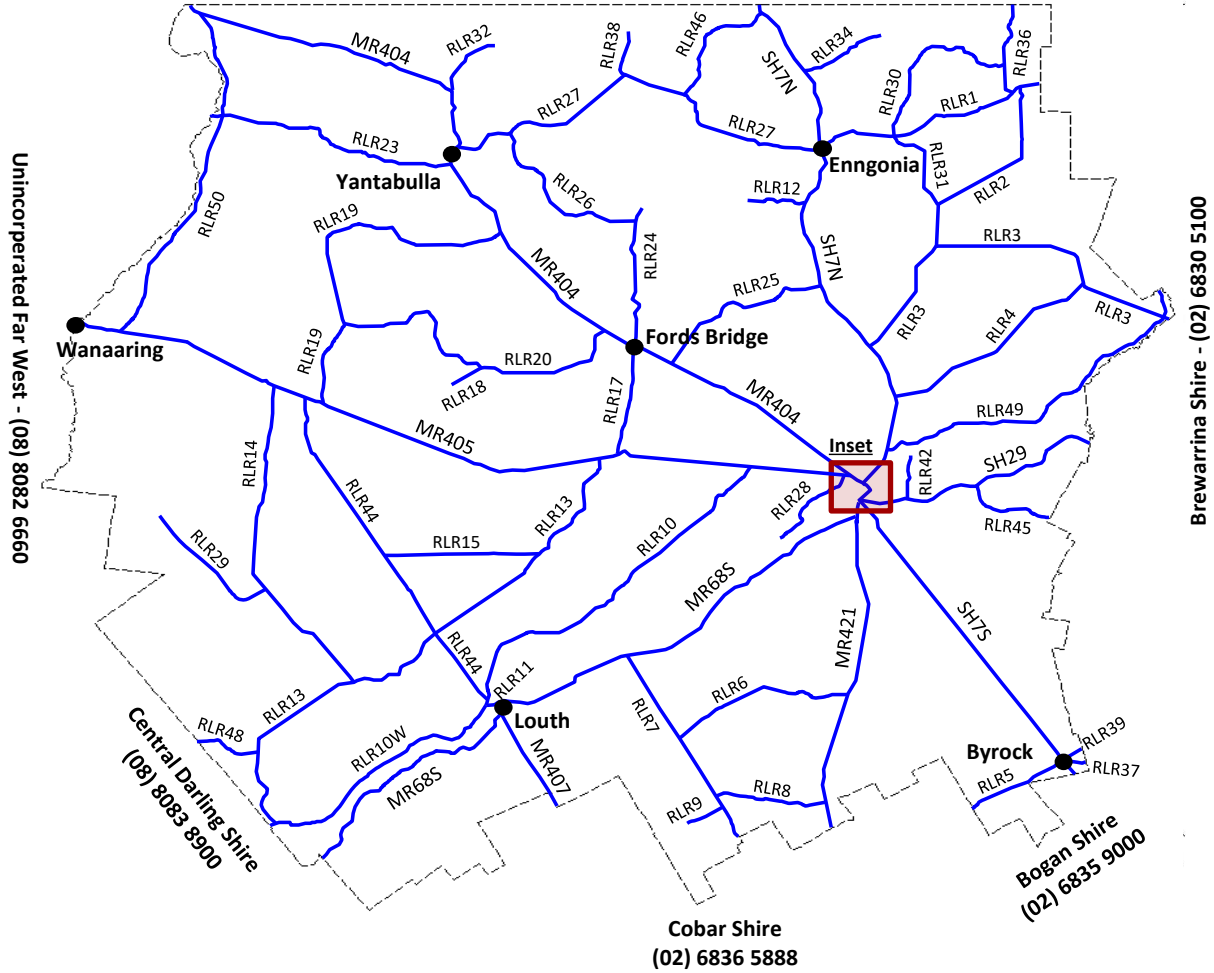 MR404
RLR32
RLR38
RLR46
SH7N
RLR34
RLR36
RLR30
RLR1
RLR27
RLR23
RLR27
Yantabulla
Enngonia
RLR31
RLR2
RLR12
RLR26
RLR50
RLR19
RLR24
SH7N
RLR3
MR404
RLR25
RLR3
RLR4
RLR3
Wanaaring
Fords Bridge
RLR19
RLR20
RLR18
RLR17
MR404
RLR49
MR405
Inset
RLR14
RLR42
SH29
RLR44
RLR13
RLR10
RLR28
RLR45
RLR29
RLR15
MR68S
SH7S
MR421
RLR44
RLR11
RLR6
RLR13
RLR7
Louth
RLR48
RLR10W
MR68S
MR407
Byrock
RLR39
RLR37
RLR5
RLR8
RLR9
Unincorperated Far West - (08) 8082 6660
Brewarrina Shire - (02) 6830 5100
Central Darling Shire
(08) 8083 8900
Bogan Shire
(02) 6835 9000
Cobar Shire
(02) 6836 5888